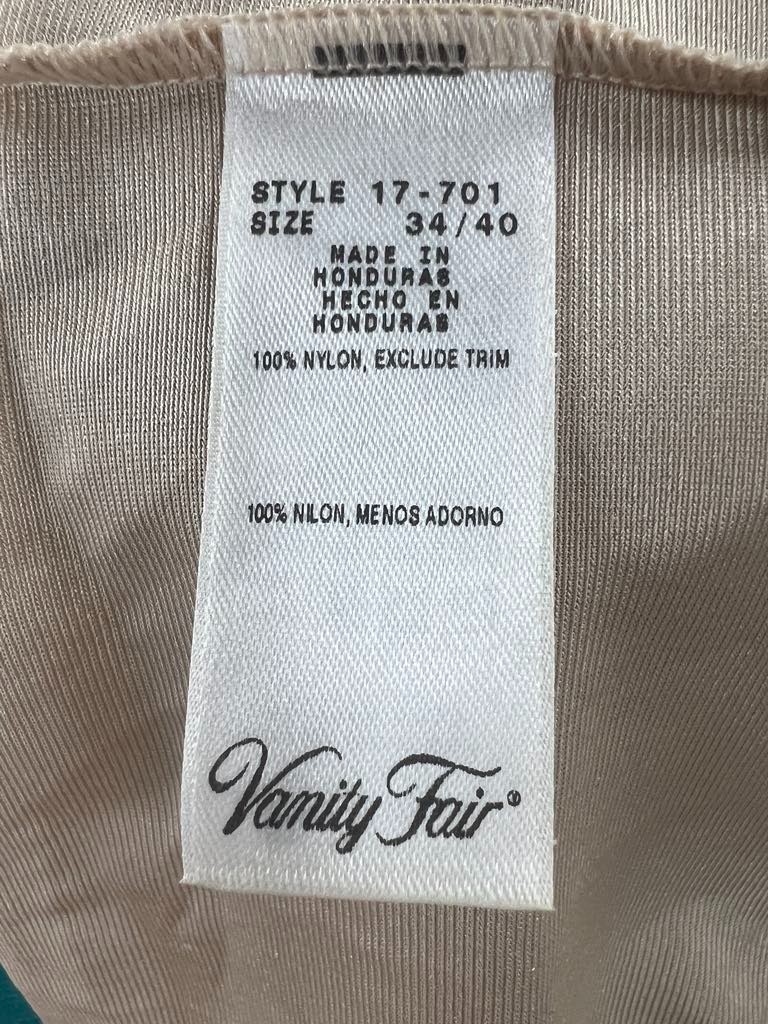 STYLE 17-701
SIZE 34/40
MADE IN
HONDURAS
HECHO EN
HONDURAS
100% NYLON, EXCLUDE TRIM
100% NILON, MENOS ADORNO
Vanity Fair®